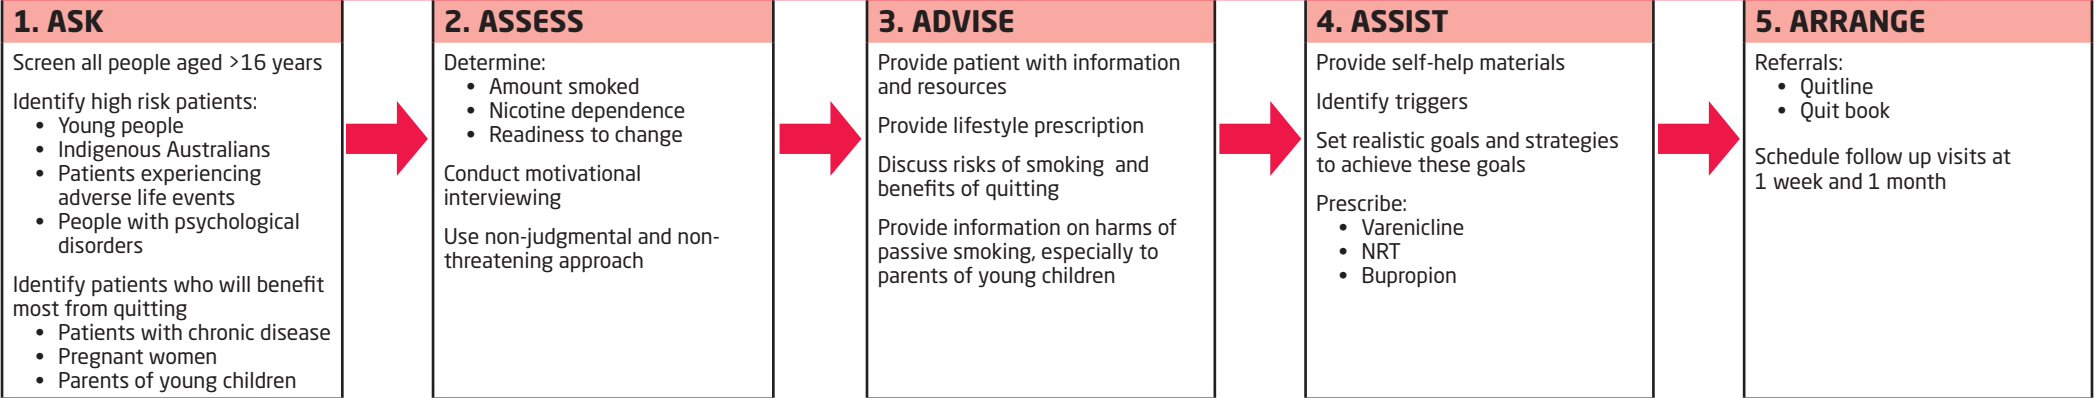 1. ASK
Screen all people aged >16 years
Identify high risk patients:
• Young people
• Indigenous Australians
• Patients experiencing
adverse life events
• People with psychological
disorders
Identify patients who will benefit
most from quitting
• Patients with chronic disease
• Pregnant women
• Parents of young children
2. ASSESS
Determine:
• Amount smoked
• Nicotine dependence
• Readiness to change
Conduct motivational
interviewing
Use non-judgmental and non-
threatening approach
3. ADVISE
Provide patient with information
and resources
Provide lifestyle prescription
Discuss risks of smoking and
benefits of quitting
Provide information on harms of
passive smoking, especially to
parents of young children
4. ASSIST
Provide self-help materials
Identify triggers
Set realistic goals and strategies
to achieve these goals
Prescribe:
• Varenicline
• NRT
• Bupropion
5. ARRANGE
Referrals:
• Quitline
• Quit book
Schedule follow up visits at
1 week and 1 month